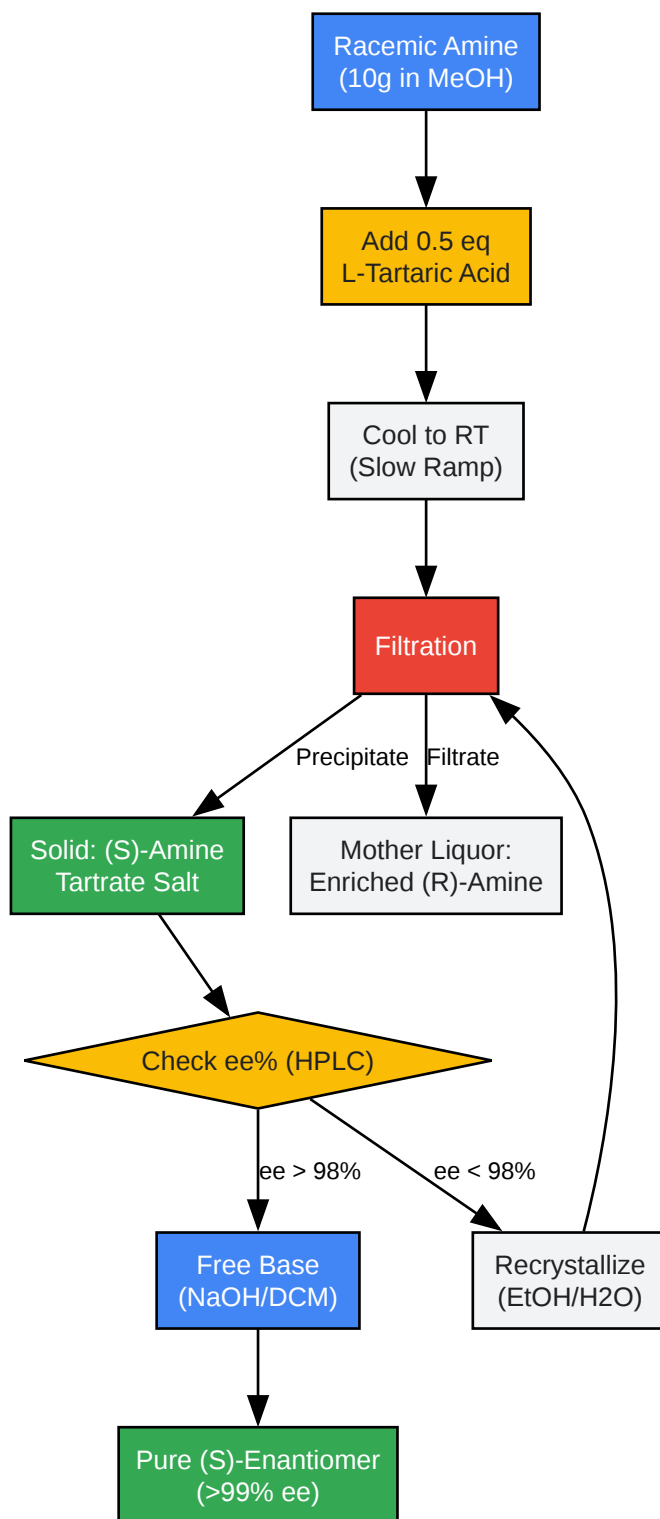 Racemic Amine
(10g in MeOH)
Add 0.5 eq
L-Tartaric Acid
Cool to RT
(Slow Ramp)
Filtration
Precipitate
Filtrate
Solid: (S)-Amine
Tartrate Salt
Mother Liquor:
Enriched (R)-Amine
Check ee% (HPLC)
ee > 98%
ee < 98%
Free Base
(NaOH/DCM)
Recrystallize
(EtOH/H2O)
Pure (S)-Enantiomer
(>99% ee)